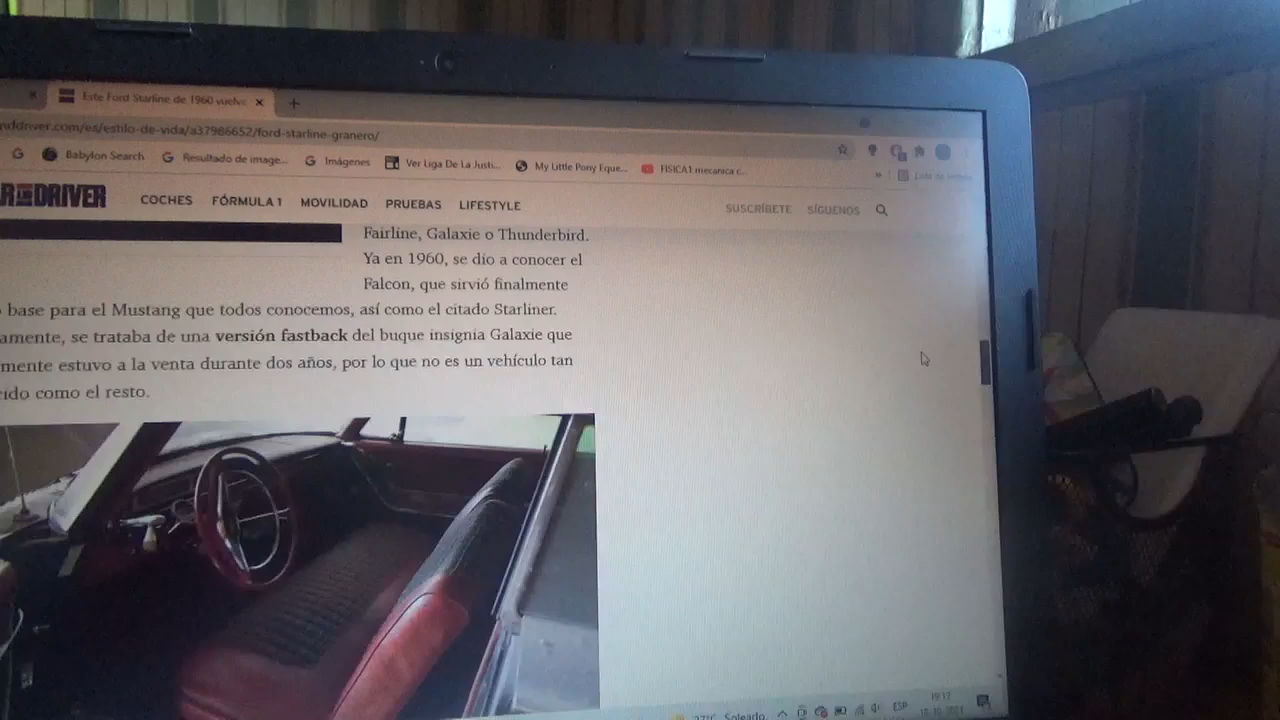 Este Ford Starline de 1960 vuelve
driver.com/es/estilo-de-vida/a37986652/ford-starline-granero/
Babylon Search Resultado de image... Imágenes Ver Liga De La Justi... My Little Pony Eque... FISICA1 mecanica c...
DRIVER COCHES FÓRMULA 1 MOVILIDAD PRUEBAS LIFESTYLE SUSCRÍBETE SÍGUENOS
Fairline, Galaxie o Thunderbird.
Ya en 1960, se dio a conocer el
Falcon, que sirvió finalmente
base para el Mustang que todos conocemos, así como el citado Starliner.
amente, se trataba de una versión fastback del buque insignia Galaxie que
mente estuvo a la venta durante dos años, por lo que no es un vehículo tan
cido como el resto.
Soleado. ESP 19:17